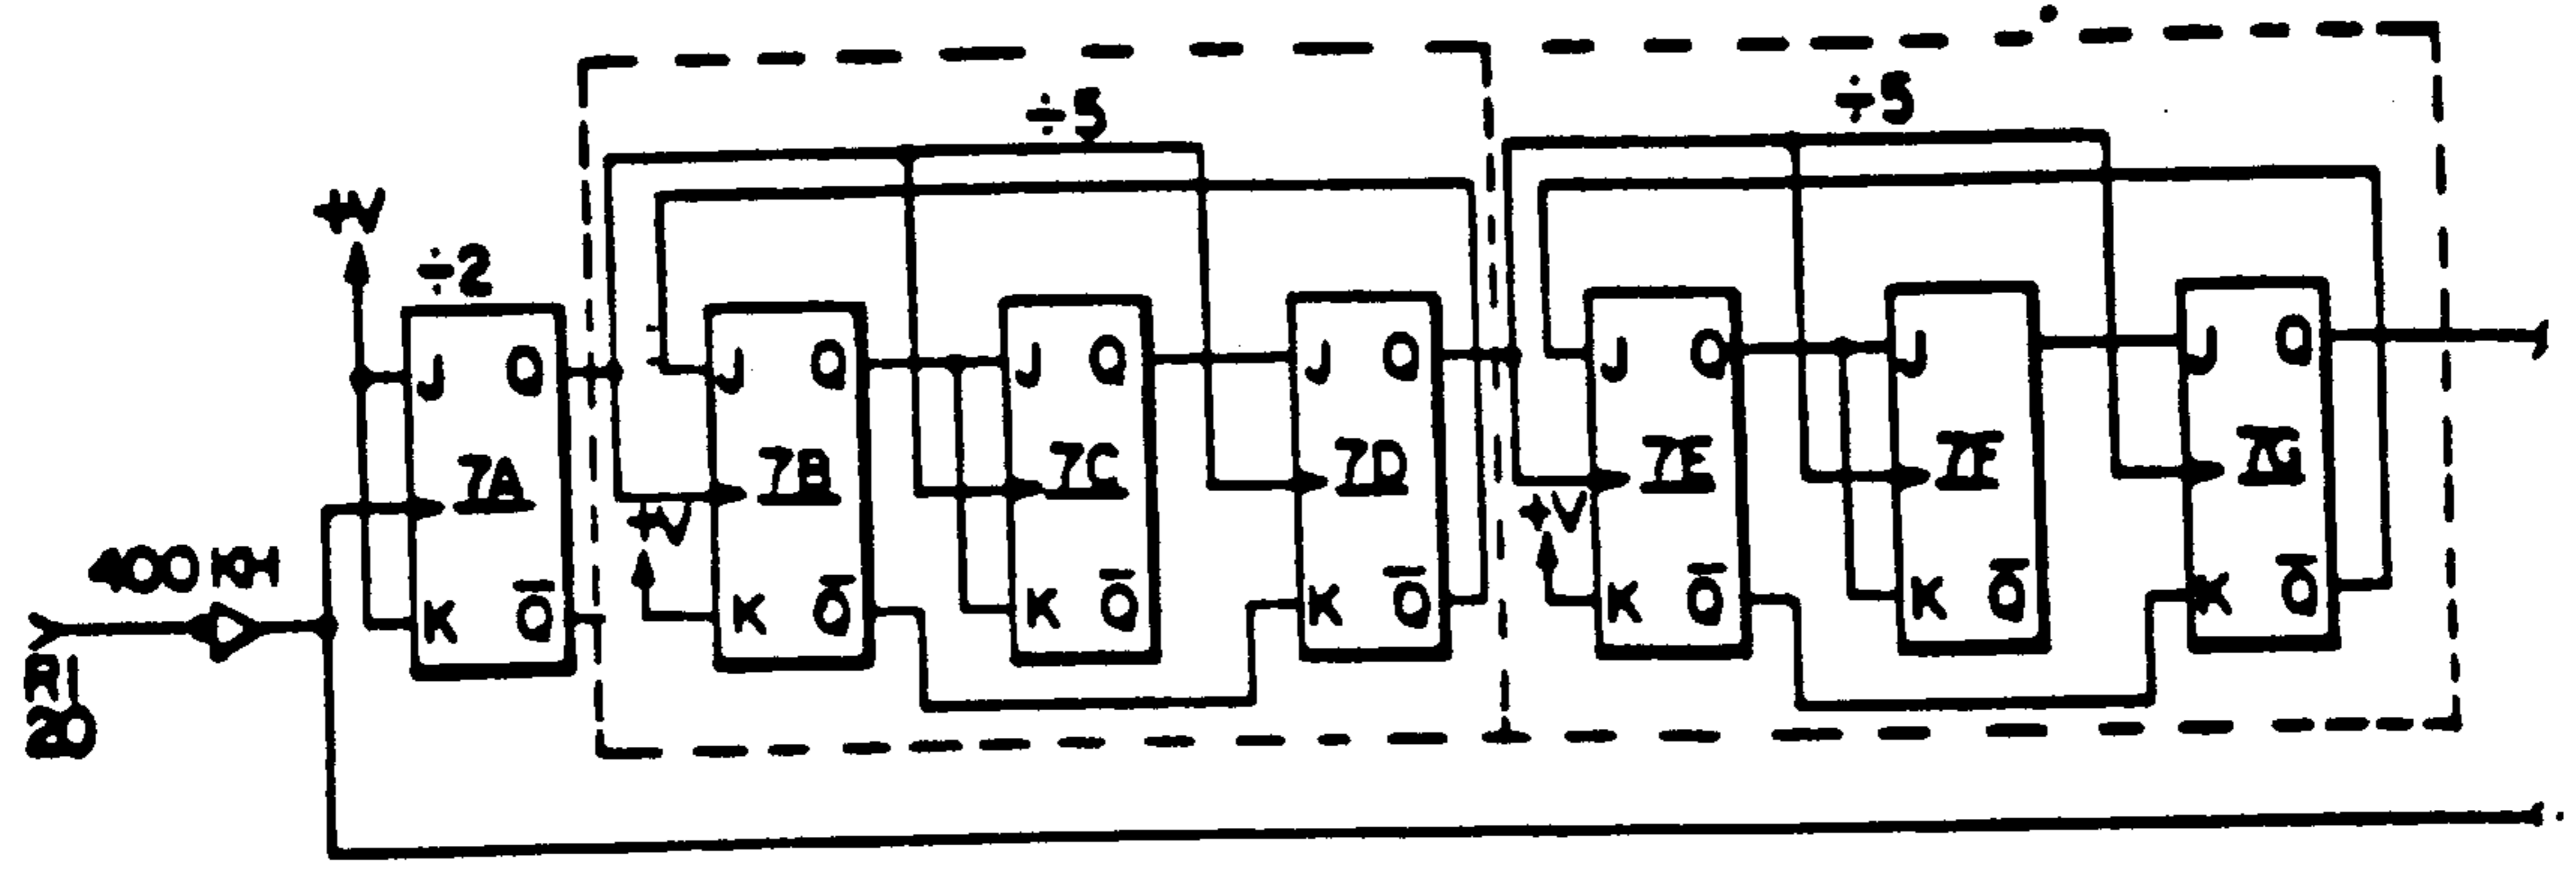 ÷5 ÷5
+V
÷2
J Q J Q J Q J Q J Q J J Q
7A 7B 7C 7D 7E 7F 7G
+V +V
400 KH
K Q̅ K Q̅ K Q̅ K Q̅ K Q̅ K Q̅ K Q̅
R1
20